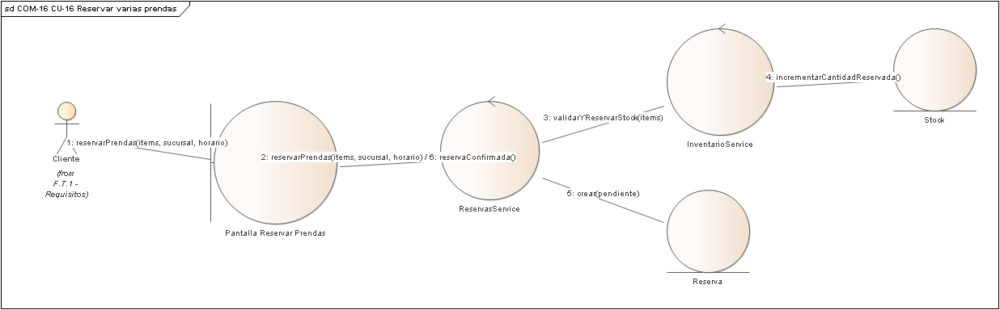 sd COM-16 CU-16 Reservar varias prendas
1: reservarPrendas(items, sucursal, horario)
Cliente
(from
F.T.1 -
Requisitos)
Pantalla Reservar Prendas
2: reservarPrendas(items, sucursal, horario) / 6: reservaConfirmada()
ReservasService
3: validarYReservarStock(items)
InventarioService
4: incrementarCantidadReservada()
Stock
5: crear(pendiente)
Reserva